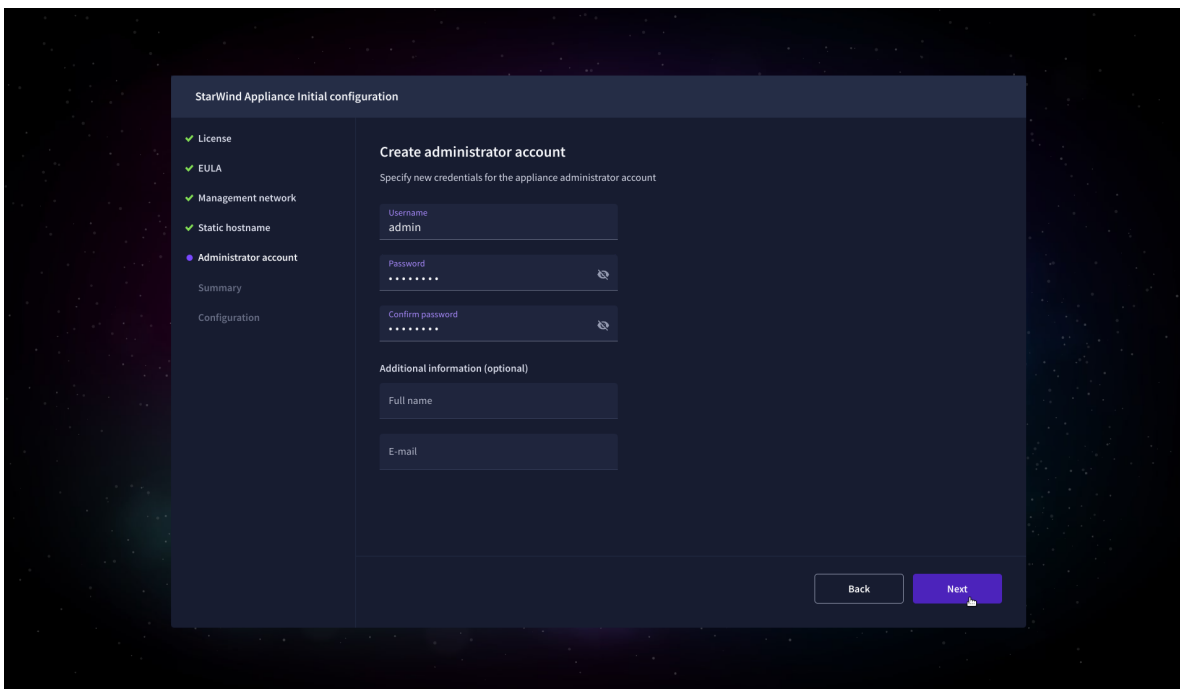 StarWind Appliance Initial configuration
License
EULA
Management network
Static hostname
Administrator account
Summary
Configuration
Create administrator account
Specify new credentials for the appliance administrator account
Username
admin
Password
••••••••
Confirm password
••••••••
Additional information (optional)
Full name
E-mail
Back
Next